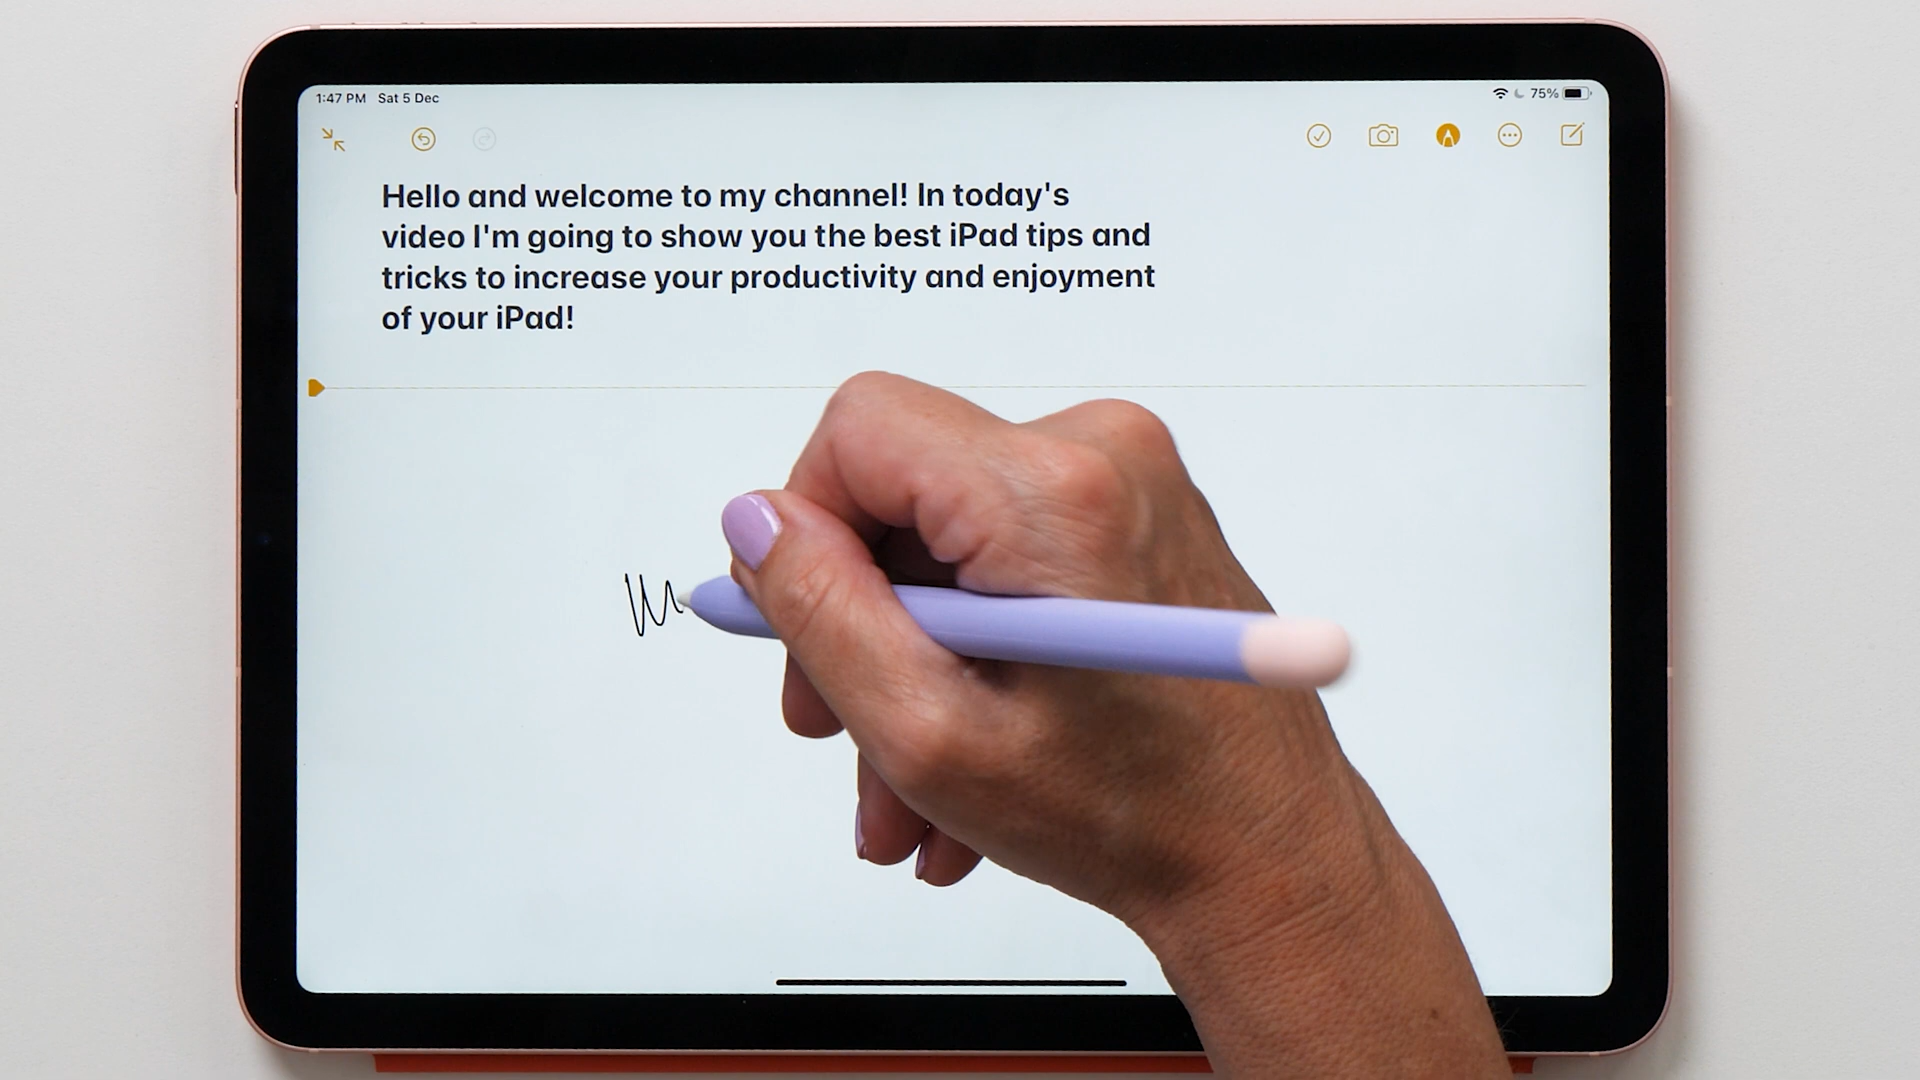 1:47 PM Sat 5 Dec 75%
Hello and welcome to my channel! In today's
video I'm going to show you the best iPad tips and
tricks to increase your productivity and enjoyment
of your iPad!